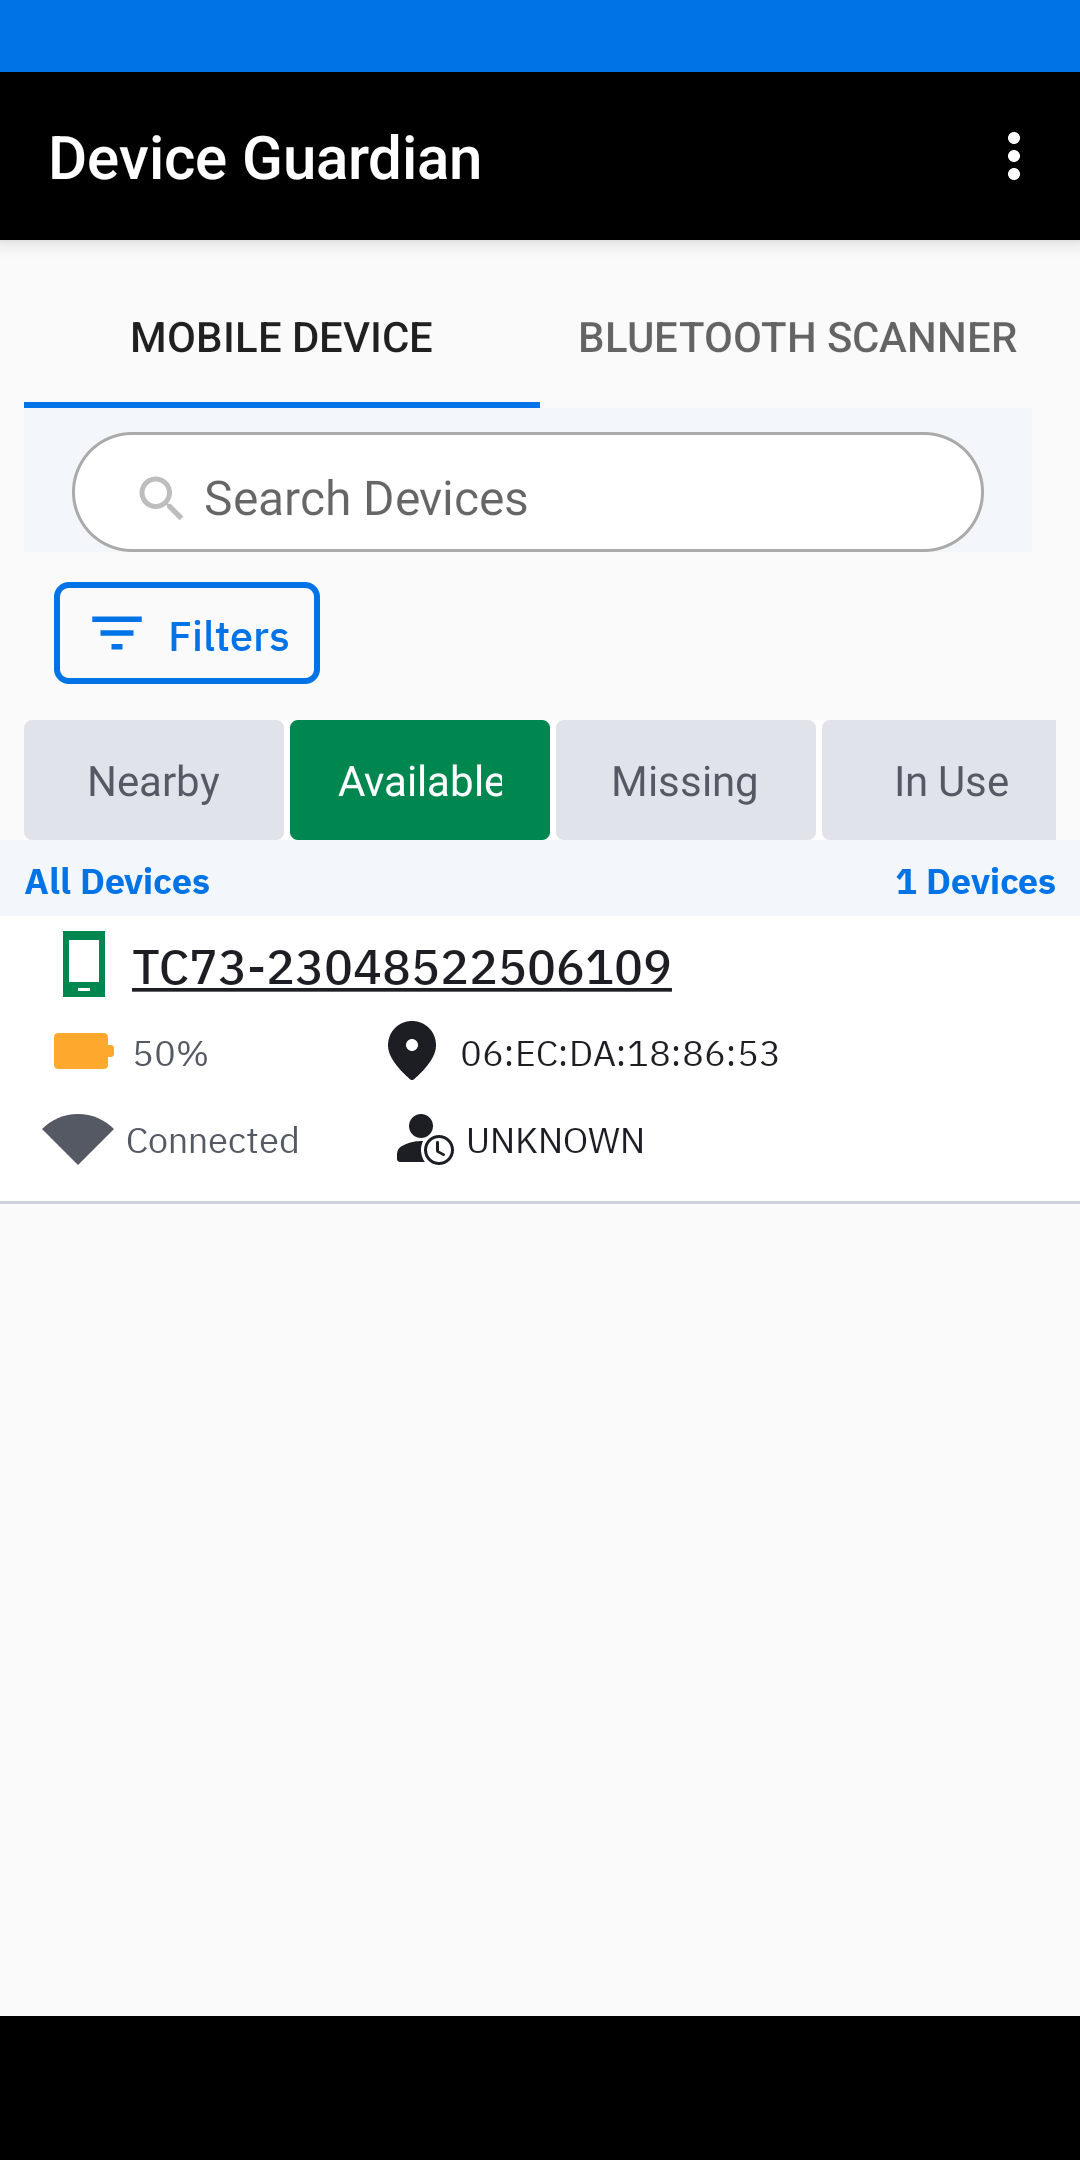 Device Guardian
MOBILE DEVICE BLUETOOTH SCANNER
Search Devices
Filters
Nearby Available Missing In Use
All Devices 1 Devices
TC73-23048522506109
50% 06:EC:DA:18:86:53
Connected UNKNOWN